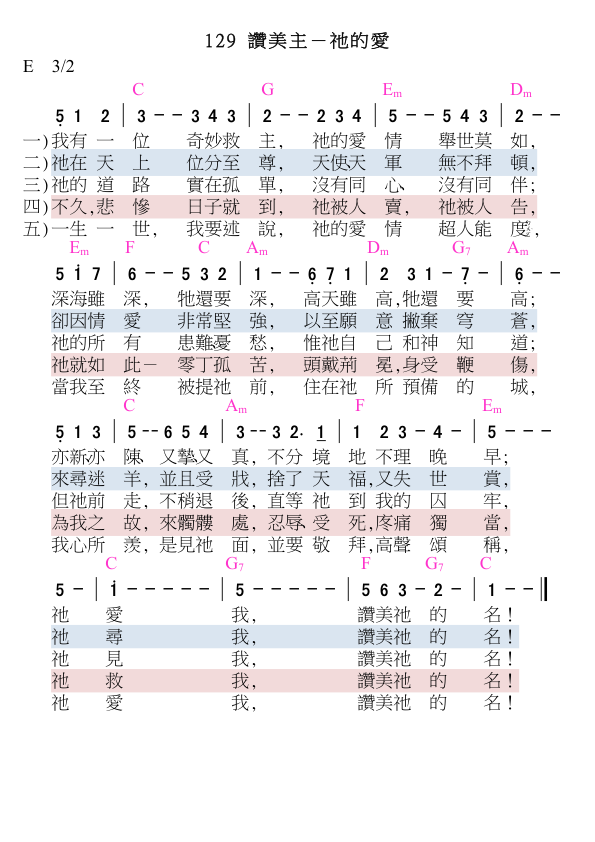 129 讚美主－祂的愛
E 3/2
C G Em Dm
5 1 2 | 3 - - 3 4 3 | 2 - - 2 3 4 | 5 - - 5 4 3 | 2 - -
一)我有 一 位 奇妙救 主, 祂的愛 情 舉世莫 如,
二)祂在 天 上 位分至 尊, 天使、天 軍 無不拜 頓,
三)祂的 道 路 實在孤 單, 沒有同 心、 沒有同 伴;
四)不久,悲 慘 日子就 到, 祂被人 賣, 祂被人 告,
五)一生 一 世, 我要述 說, 祂的愛 情 超人能 度,
Em F C Am Dm G7 Am
5 1 7 | 6 - - 5 3 2 | 1 - - 6 7 1 | 2 3 1 - 7 - | 6 - -
深海雖 深, 牠還要 深, 高天雖 高,牠還 要 高;
卻因情 愛 非常堅 強, 以至願 意 撇棄 穹 蒼,
祂的所 有 患難、憂 愁, 惟祂自 己 和神 知 道;
祂就如 此－ 零丁孤 苦, 頭戴荊 冕,身受 鞭 傷,
當我至 終 被提祂 前, 住在祂 所 預備 的 城,
C Am F Em
5 1 3 | 5 - - 6 5 4 | 3 - - 3 2. 1 | 1 2 3 - 4 - | 5 - - -
亦新、亦 陳、 又摯、又 真, 不分 境 地 不理 晚 早;
來尋迷 羊, 並且受 戕, 捨了 天 福,又失 世 賞,
但祂前 走, 不稍退 後, 直等 祂 到 我的 囚 牢,
為我之 故, 來髑髏 處, 忍辱、受 死,疼痛 獨 當,
我心所 羨, 是見祂 面, 並要 敬 拜,高聲 頌 稱,
C G7 F G7 C
5 - | 1 - - - - - | 5 - - - - - | 5 6 3 - 2 - | 1 - - ‖
祂 愛 我, 讚美祂 的 名!
祂 尋 我, 讚美祂 的 名!
祂 見 我, 讚美祂 的 名!
祂 救 我, 讚美祂 的 名!
祂 愛 我, 讚美祂 的 名!